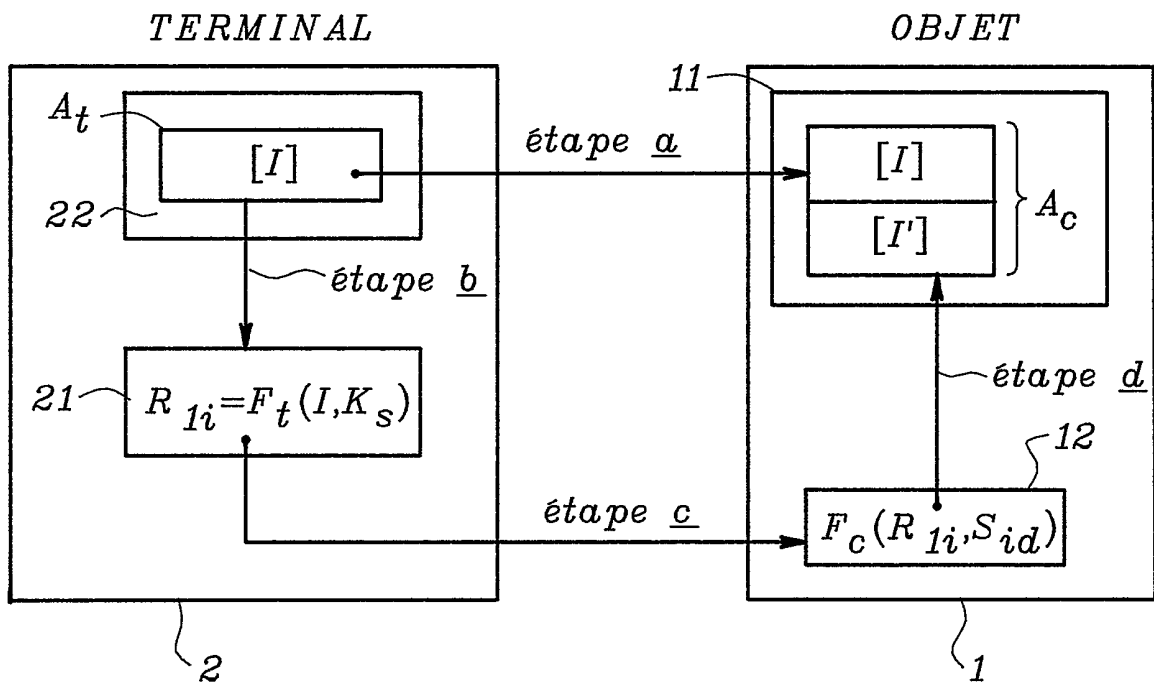 TERMINAL
OBJET
11
A_t
[I]
étape a
[I]
[I']
A_c
22
étape b
21
R_1i=F_t(I,K_s)
étape d
12
étape c
F_c(R_1i,S_id)
2
1